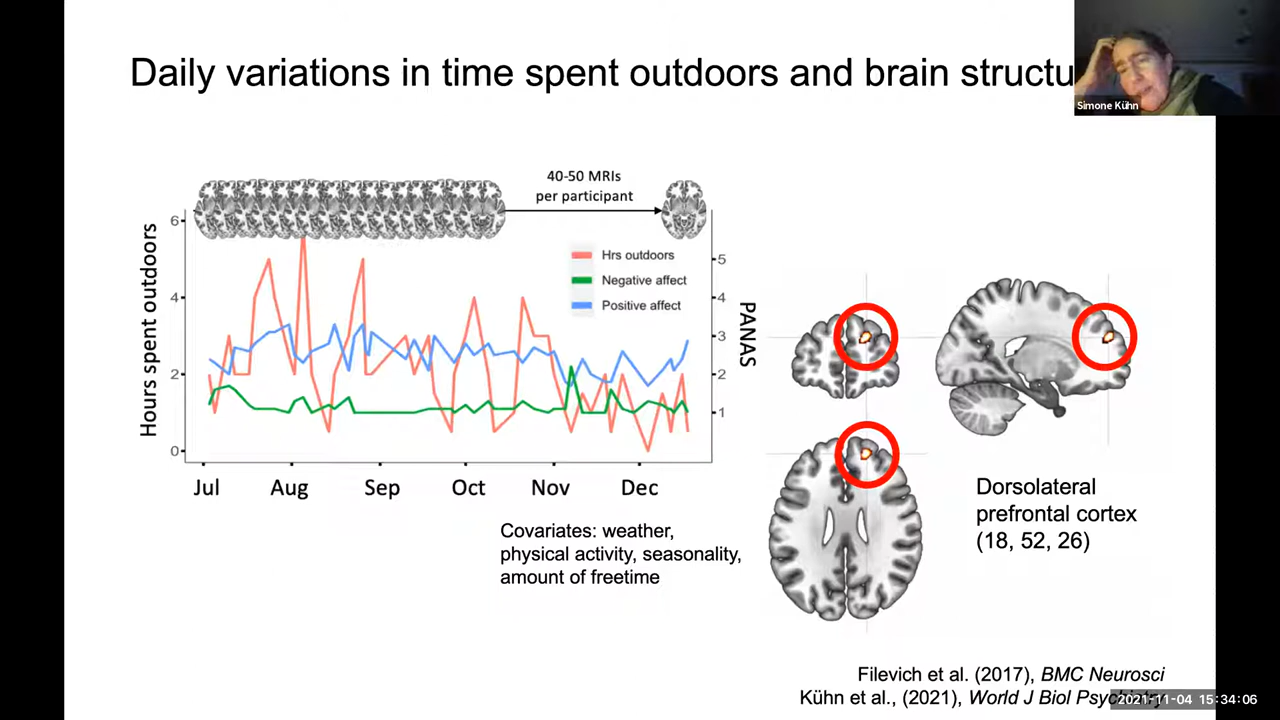 Daily variations in time spent outdoors and brain structu
Simone Kühn
40-50 MRIs
per participant
Hours spent outdoors
6
4
2
0
Hrs outdoors
Negative affect
Positive affect
5
4
3
2
1
PANAS
Jul Aug Sep Oct Nov Dec
Covariates: weather,
physical activity, seasonality,
amount of freetime
Dorsolateral
prefrontal cortex
(18, 52, 26)
Filevich et al. (2017), BMC Neurosci
Kühn et al., (2021), World J Biol Psychiatry
2021-11-04 15:34:06